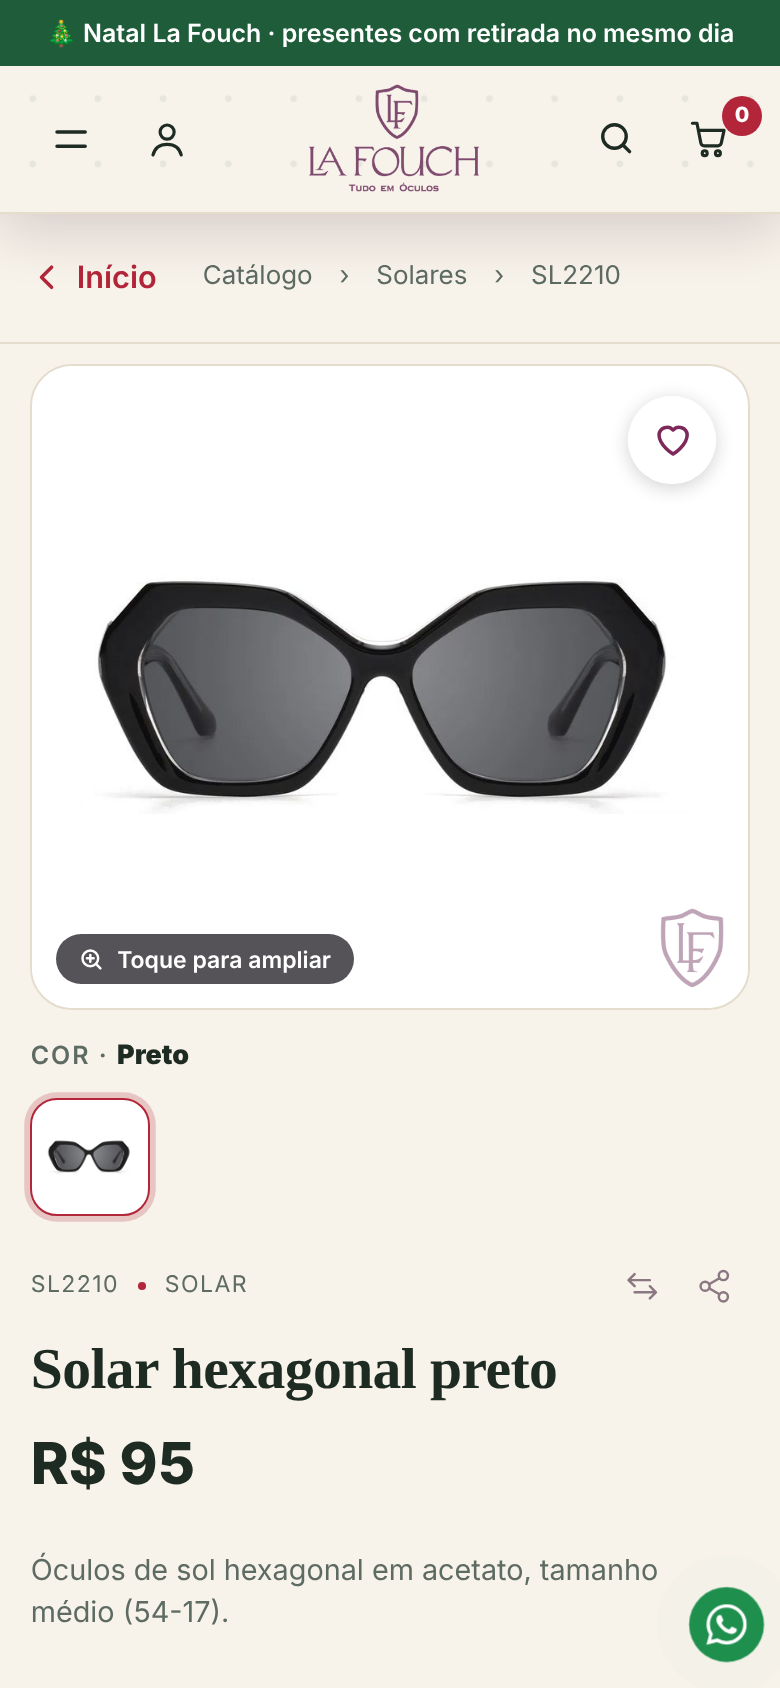 🎄 Natal La Fouch · presentes com retirada no mesmo dia
0
LF
LA FOUCH
TUDO EM ÓCULOS
Início Catálogo › Solares › SL2210
Toque para ampliar
LF
COR · Preto
SL2210 • SOLAR
Solar hexagonal preto
R$ 95
Óculos de sol hexagonal em acetato, tamanho
médio (54-17).